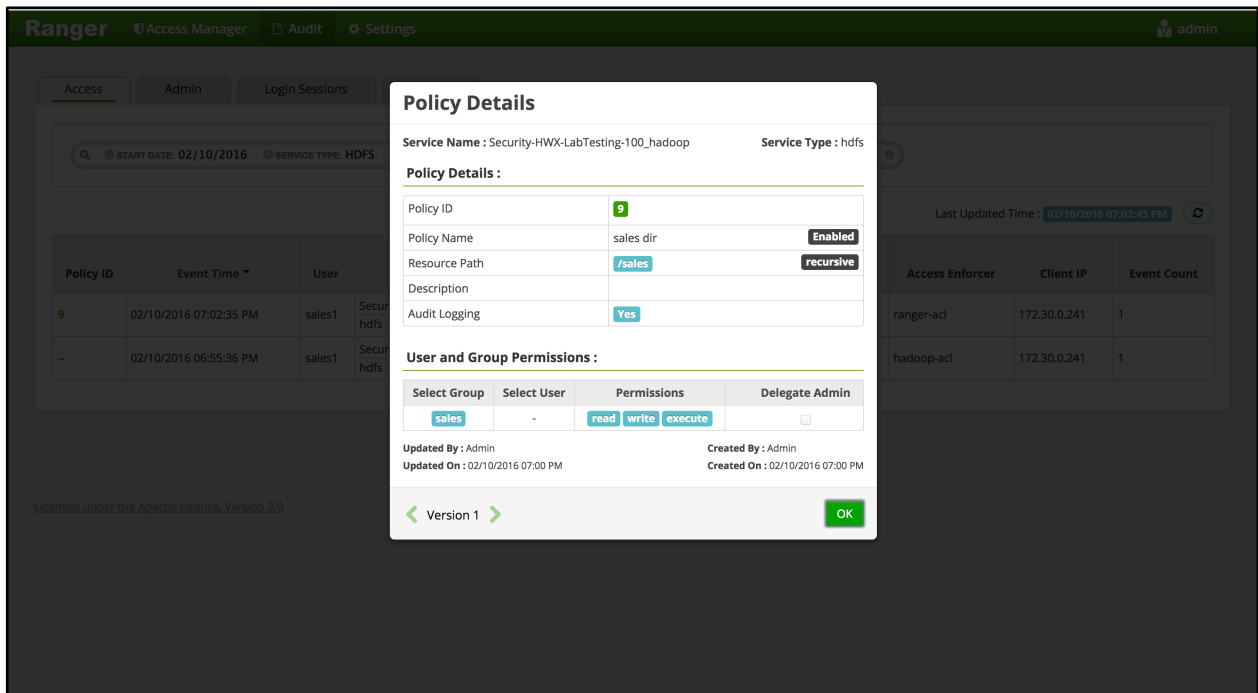 Ranger Access Manager Audit Settings admin
Access Admin Login Sessions
START DATE: 02/10/2016 SERVICE TYPE: HDFS
Last Updated Time : 02/10/2016 07:02:45 PM
Policy ID Event Time User Access Enforcer Client IP Event Count
9 02/10/2016 07:02:35 PM sales1 Secur hdfs ranger-acl 172.30.0.241 1
-- 02/10/2016 06:55:36 PM sales1 Secur hdfs hadoop-acl 172.30.0.241 1
Licensed under the Apache License, Version 2.0
Policy Details
Service Name : Security-HWX-LabTesting-100_hadoop Service Type : hdfs
Policy Details :
Policy ID 9
Policy Name sales dir Enabled
Resource Path /sales recursive
Description
Audit Logging Yes
User and Group Permissions :
Select Group Select User Permissions Delegate Admin
sales - read write execute
Updated By : Admin Created By : Admin
Updated On : 02/10/2016 07:00 PM Created On : 02/10/2016 07:00 PM
Version 1 OK